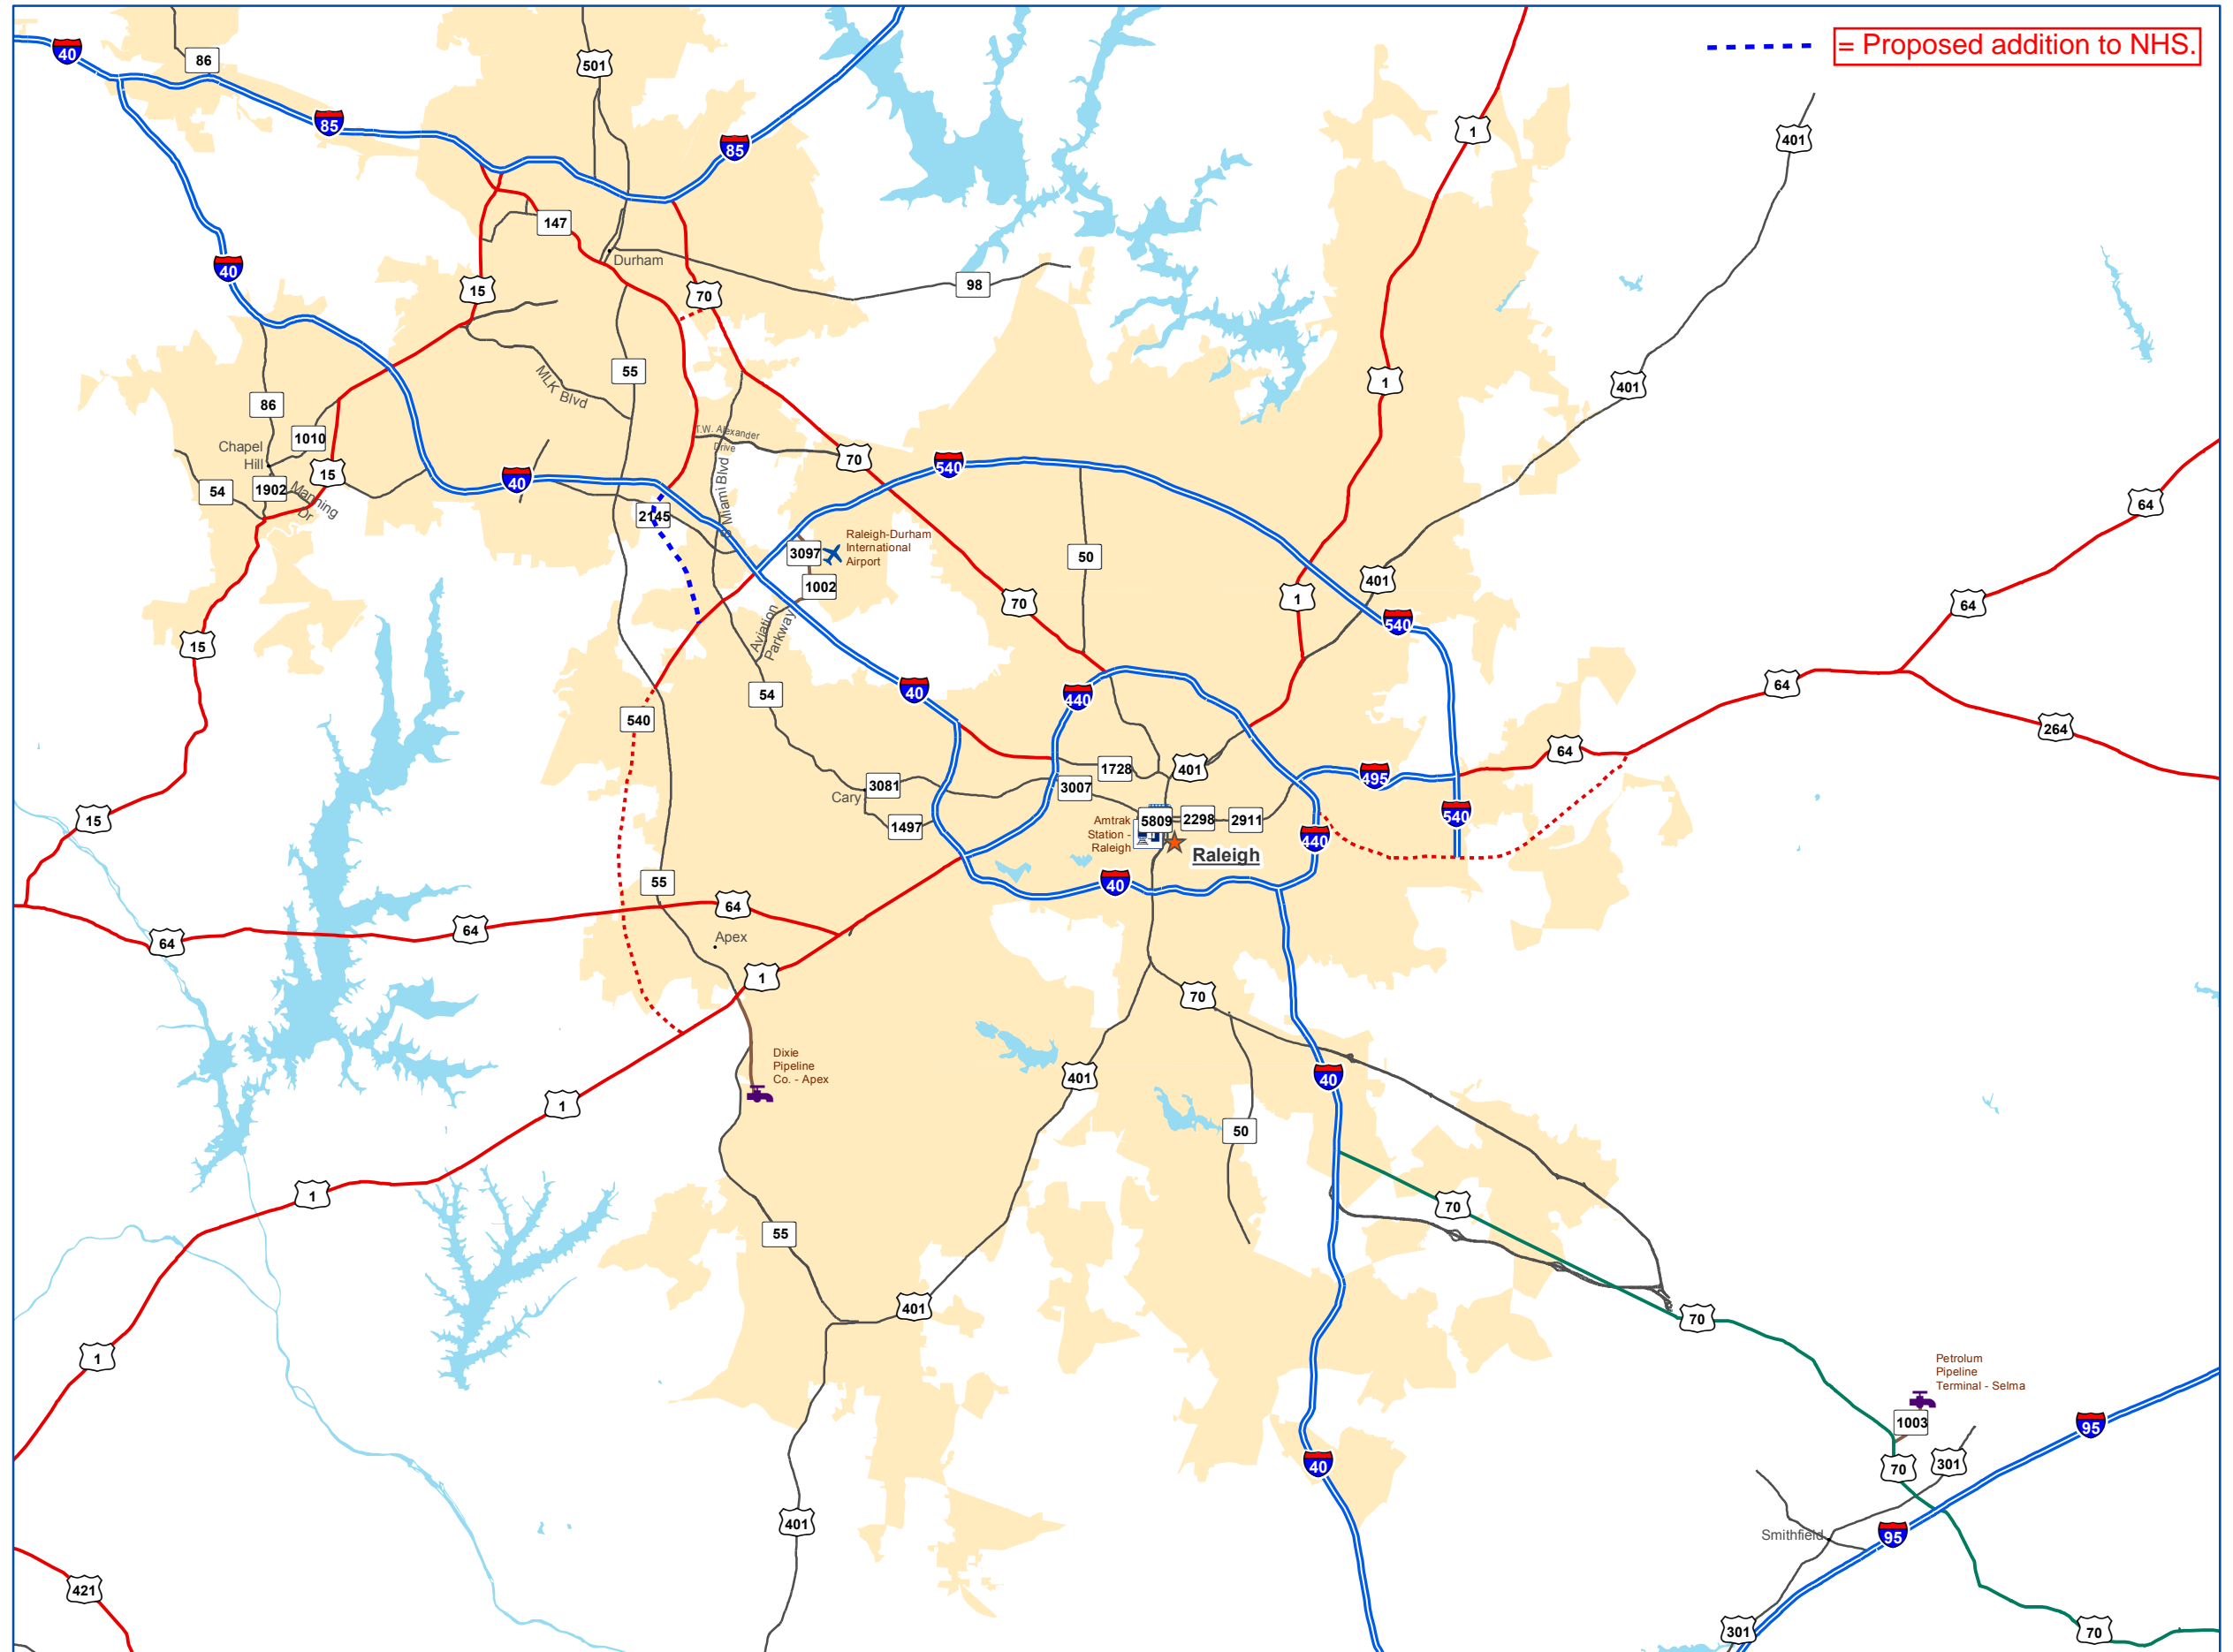 = Proposed addition to NHS.
40
86
501
85
85
1
401
147
Durham
40
15
70
98
55
MLK Blvd
1
401
86
1010
Chapel
Hill
15
54
1902
Manning
Dr
40
T.W. Alexander
Drive
S Miami Blvd
70
540
64
2145
3097
Raleigh-Durham
International
Airport
1002
50
70
1
401
540
64
15
Aviation
Parkway
54
40
440
64
540
264
64
1728
401
495
3081
3007
Cary
1497
Amtrak
Station -
Raleigh
5809
2298
2911
540
440
Raleigh
15
55
40
64
64
64
Apex
1
70
Dixie
Pipeline
Co. - Apex
401
40
1
50
1
70
55
401
70
1
Petrolum
Pipeline
Terminal - Selma
1003
95
40
70
301
401
Smithfield
95
421
301
70